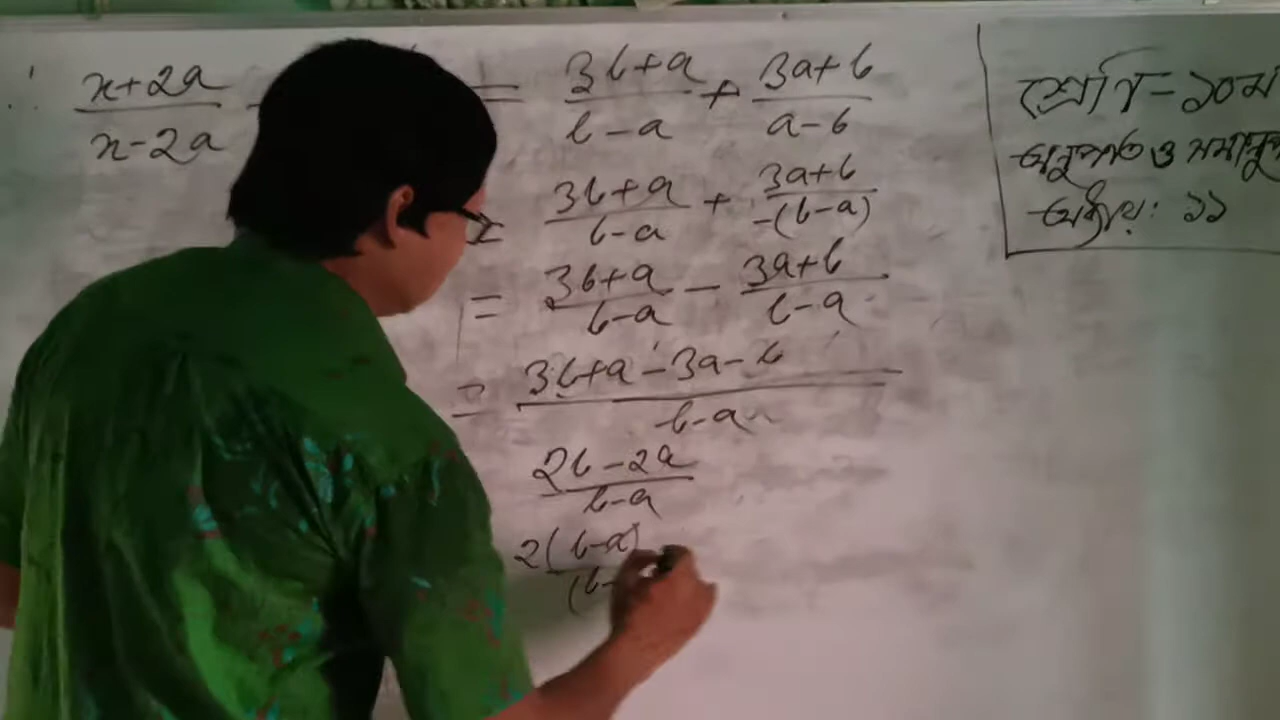 ∴ x+2a/x-2a = 3b+a/b-a + 3a+b/a-b
= 3b+a/b-a + 3a+b/-(b-a)
= 3b+a/b-a - 3a+b/b-a
= 3b+a-3a-b/b-a
2b-2a/b-a
2(b-a)/(b-
শ্রেণি-১০ম
অনুপাত ও সমানুপ
অধ্যায়: ১১